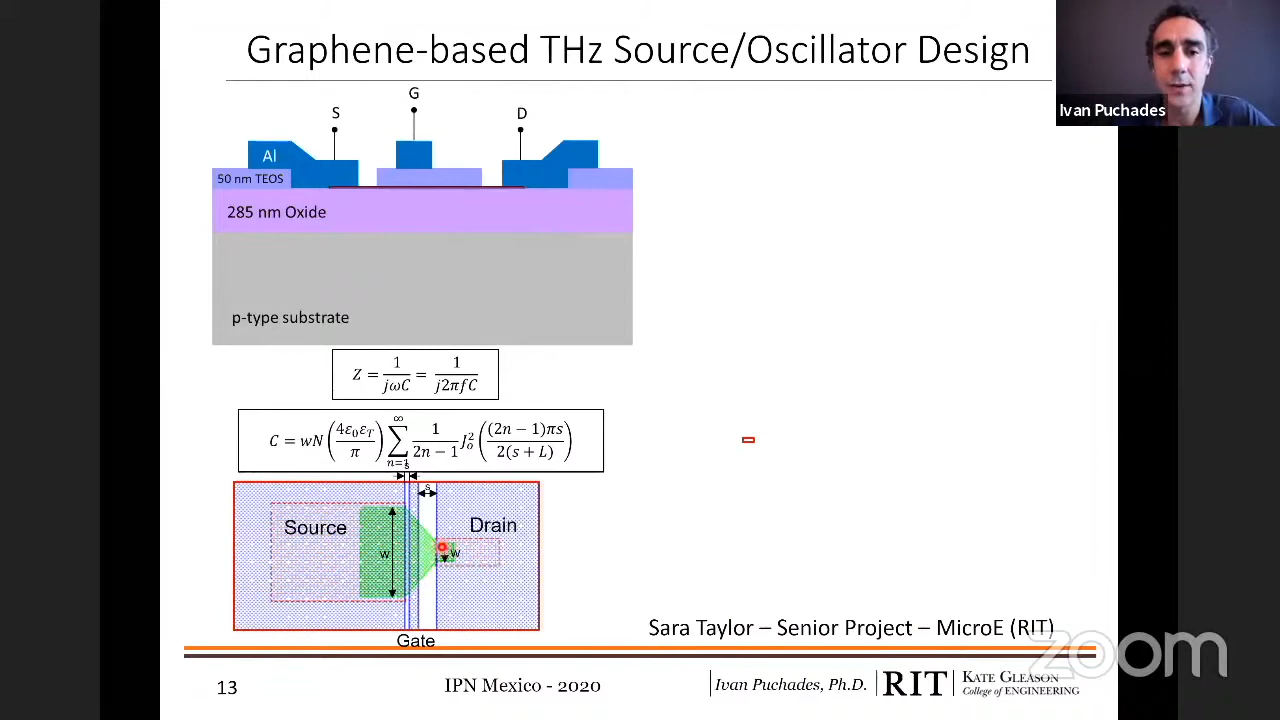 Graphene-based THz Source/Oscillator Design
Ivan Puchades
S
G
D
Al
50 nm TEOS
285 nm Oxide
p-type substrate
Z = 1/(jωC) = 1/(j2πfC)
C = wN (4ε₀ε_T/π) ∑_{n=1}^{∞} 1/(2n − 1) J_o^2 ((2n − 1)πs / 2(s + L))
s
s
Source
Drain
w
w
Gate
Sara Taylor – Senior Project – MicroE (RIT)
zoom
13
IPN Mexico - 2020
Ivan Puchades, Ph.D.
RIT
KATE GLEASON
College of ENGINEERING